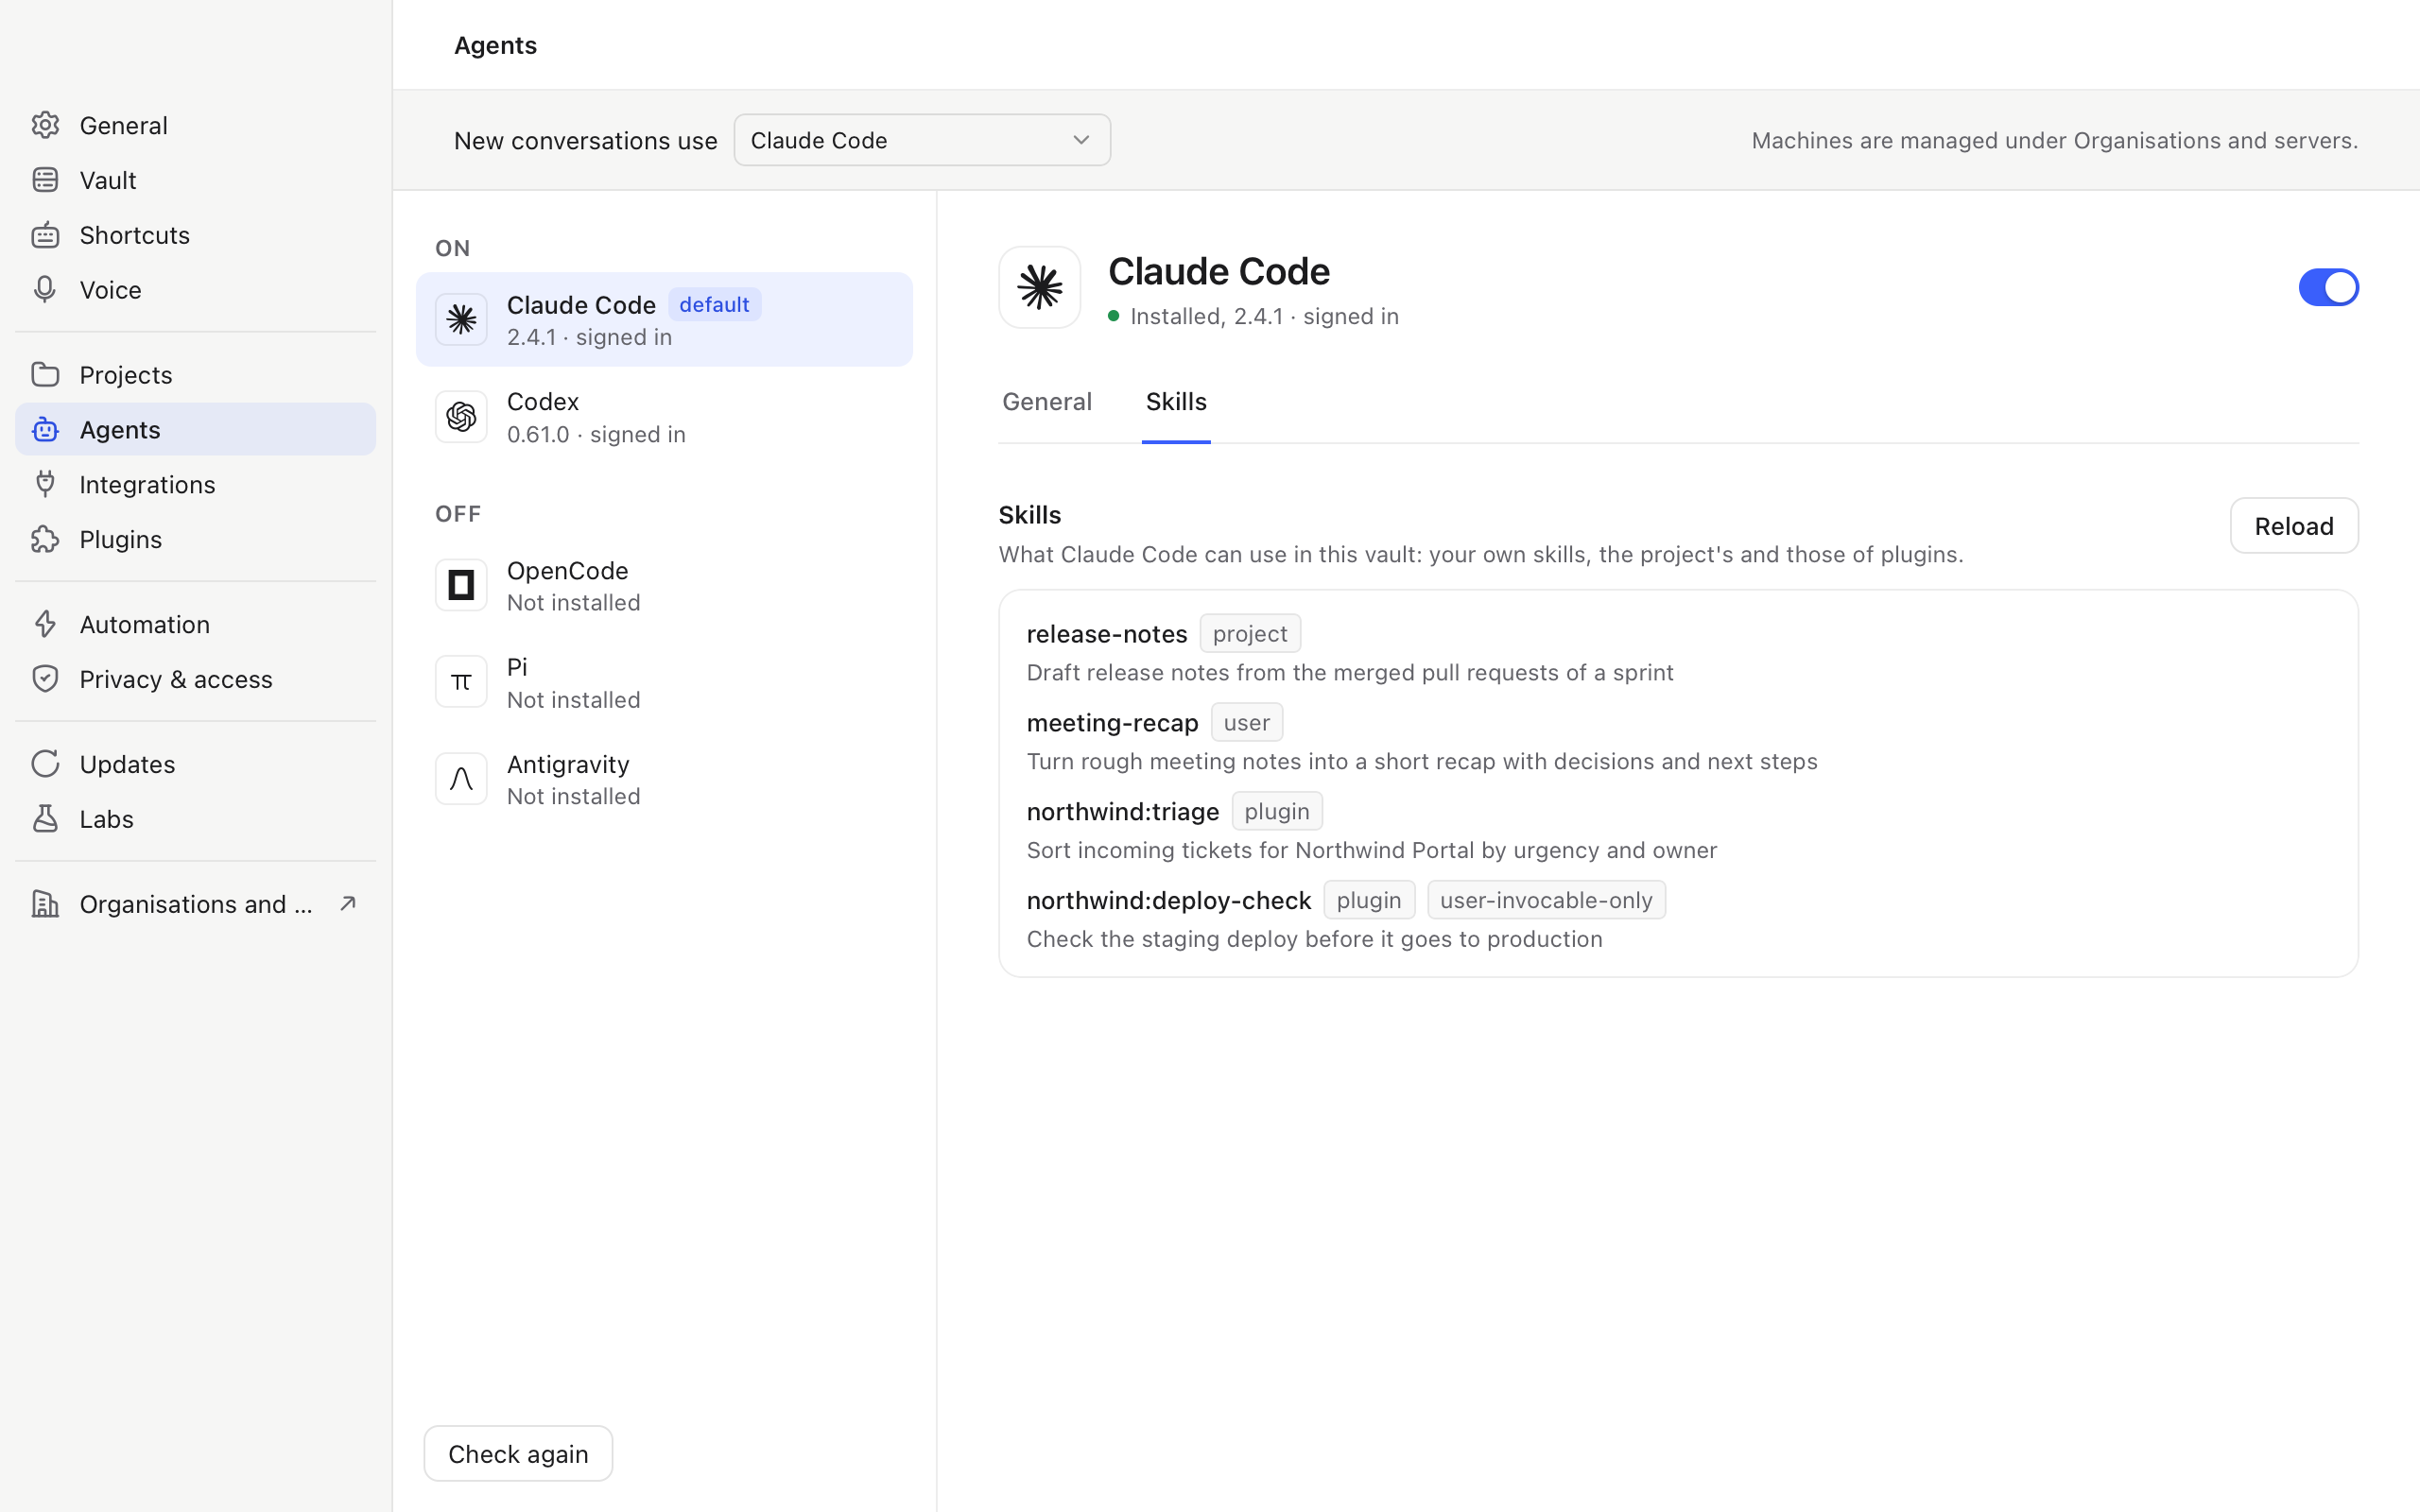 Agents
General
Vault
Shortcuts
Voice
Projects
Agents
Integrations
Plugins
Automation
Privacy & access
Updates
Labs
Organisations and ...
New conversations use
Claude Code
Machines are managed under Organisations and servers.
ON
Claude Code default
2.4.1 · signed in
Codex
0.61.0 · signed in
OFF
OpenCode
Not installed
Pi
Not installed
Antigravity
Not installed
Check again
Claude Code
Installed, 2.4.1 · signed in
General Skills
Skills
Reload
What Claude Code can use in this vault: your own skills, the project's and those of plugins.
release-notes project
Draft release notes from the merged pull requests of a sprint
meeting-recap user
Turn rough meeting notes into a short recap with decisions and next steps
northwind:triage plugin
Sort incoming tickets for Northwind Portal by urgency and owner
northwind:deploy-check plugin user-invocable-only
Check the staging deploy before it goes to production